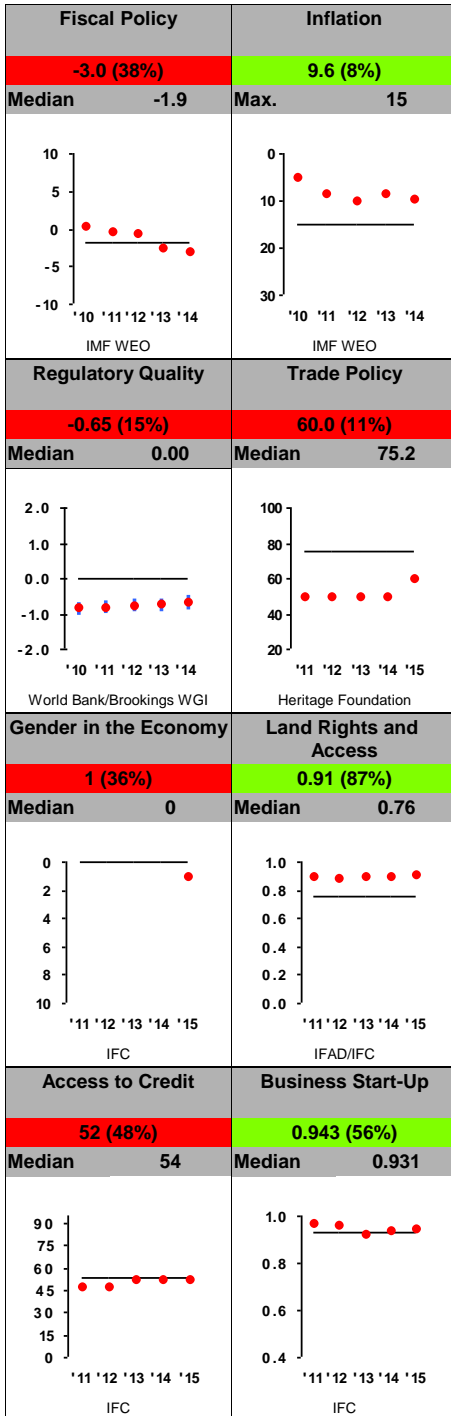 Fiscal Policy
-3.0 (38%)
Median -1.9
10
5
0
-5
-10
'10 '11 '12 '13 '14
IMF WEO
Inflation
9.6 (8%)
Max. 15
0
10
20
30
'10 '11 '12 '13 '14
IMF WEO
Regulatory Quality
-0.65 (15%)
Median 0.00
2.0
1.0
0.0
-1.0
-2.0
'10 '11 '12 '13 '14
World Bank/Brookings WGI
Trade Policy
60.0 (11%)
Median 75.2
100
80
60
40
20
'11 '12 '13 '14 '15
Heritage Foundation
Gender in the Economy
1 (36%)
Median 0
0
2
4
6
8
10
'11 '12 '13 '14 '15
IFC
Land Rights and
Access
0.91 (87%)
Median 0.76
1.0
0.8
0.6
0.4
0.2
0.0
'11 '12 '13 '14 '15
IFAD/IFC
Access to Credit
52 (48%)
Median 54
90
75
60
45
30
15
0
'11 '12 '13 '14 '15
IFC
Business Start-Up
0.943 (56%)
Median 0.931
1.0
0.8
0.6
0.4
'11 '12 '13 '14 '15
IFC